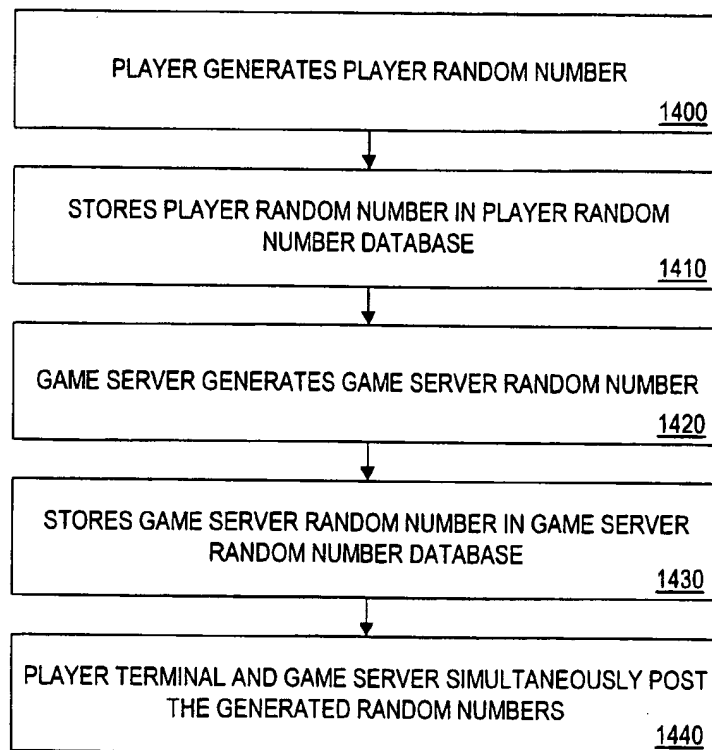 PLAYER GENERATES PLAYER RANDOM NUMBER
1400
STORES PLAYER RANDOM NUMBER IN PLAYER RANDOM
NUMBER DATABASE
1410
GAME SERVER GENERATES GAME SERVER RANDOM NUMBER
1420
STORES GAME SERVER RANDOM NUMBER IN GAME SERVER
RANDOM NUMBER DATABASE
1430
PLAYER TERMINAL AND GAME SERVER SIMULTANEOUSLY POST
THE GENERATED RANDOM NUMBERS
1440